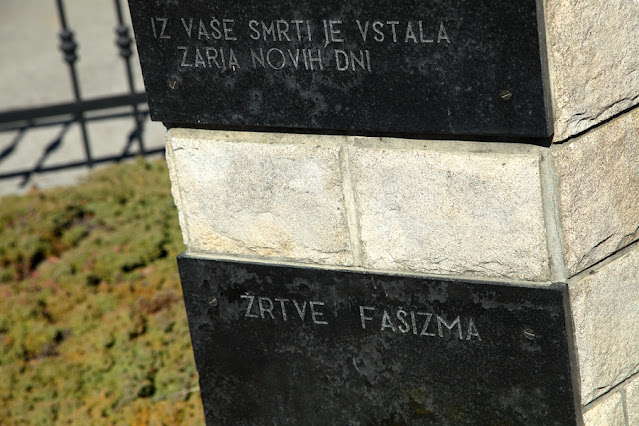 IZ VAŠE SMRTI JE VSTALA
ZARJA NOVIH DNI
ŽRTVE FAŠIZMA